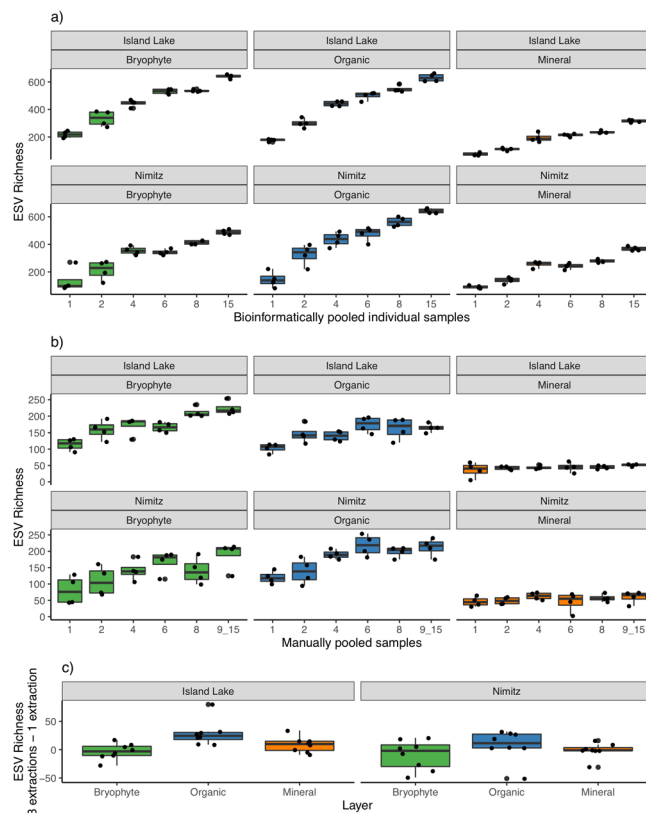 a)
Island Lake Island Lake Island Lake
Bryophyte Organic Mineral
600
400
200
Nimitz Nimitz Nimitz
Bryophyte Organic Mineral
600
400
200
ESV Richness
1 2 4 6 8 15 1 2 4 6 8 15 1 2 4 6 8 15
Bioinformatically pooled individual samples
b)
Island Lake Island Lake Island Lake
Bryophyte Organic Mineral
250
200
150
100
50
0
Nimitz Nimitz Nimitz
Bryophyte Organic Mineral
250
200
150
100
50
0
ESV Richness
1 2 4 6 8 9_15 1 2 4 6 8 9_15 1 2 4 6 8 9_15
Manually pooled samples
c)
Island Lake Nimitz
50
0
−50
ESV Richness
3 extractions − 1 extraction
Bryophyte Organic Mineral Bryophyte Organic Mineral
Layer